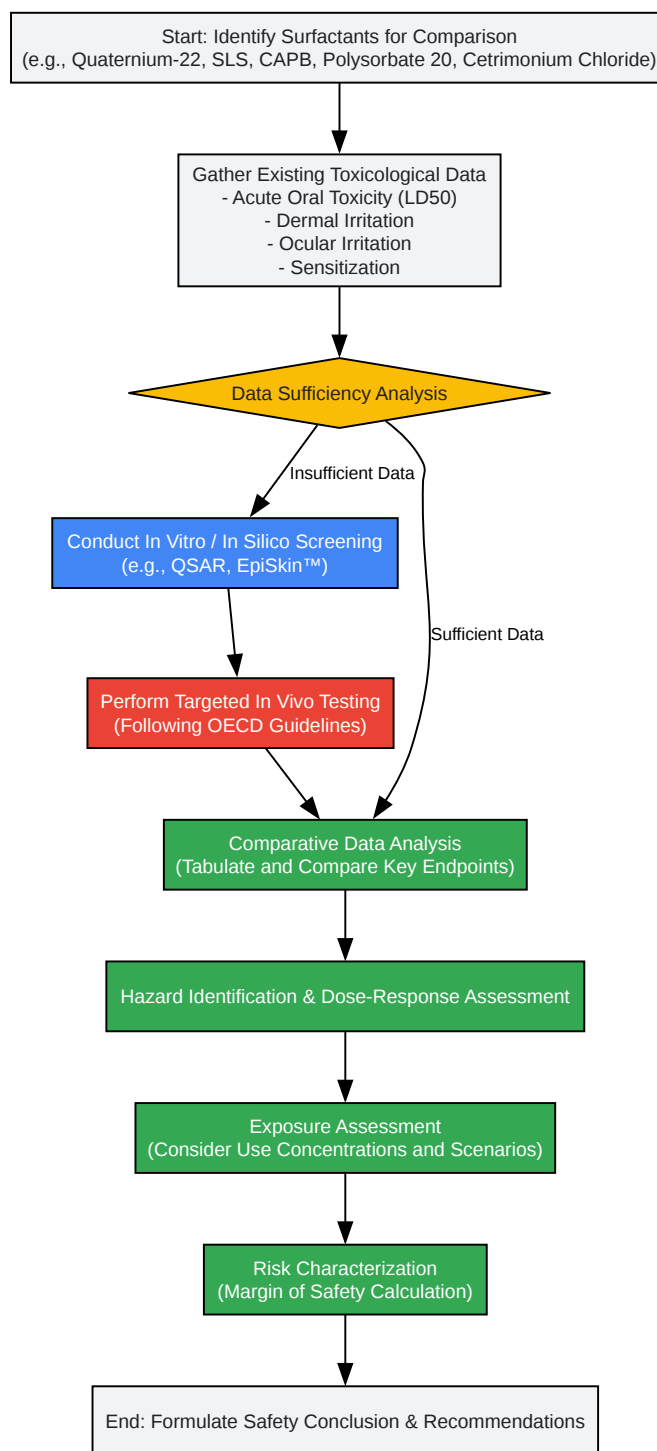 Start: Identify Surfactants for Comparison
(e.g., Quaternium-22, SLS, CAPB, Polysorbate 20, Cetrimonium Chloride)
Gather Existing Toxicological Data
- Acute Oral Toxicity (LD50)
- Dermal Irritation
- Ocular Irritation
- Sensitization
Data Sufficiency Analysis
Insufficient Data
Conduct In Vitro / In Silico Screening
(e.g., QSAR, EpiSkin™)
Sufficient Data
Perform Targeted In Vivo Testing
(Following OECD Guidelines)
Comparative Data Analysis
(Tabulate and Compare Key Endpoints)
Hazard Identification & Dose-Response Assessment
Exposure Assessment
(Consider Use Concentrations and Scenarios)
Risk Characterization
(Margin of Safety Calculation)
End: Formulate Safety Conclusion & Recommendations